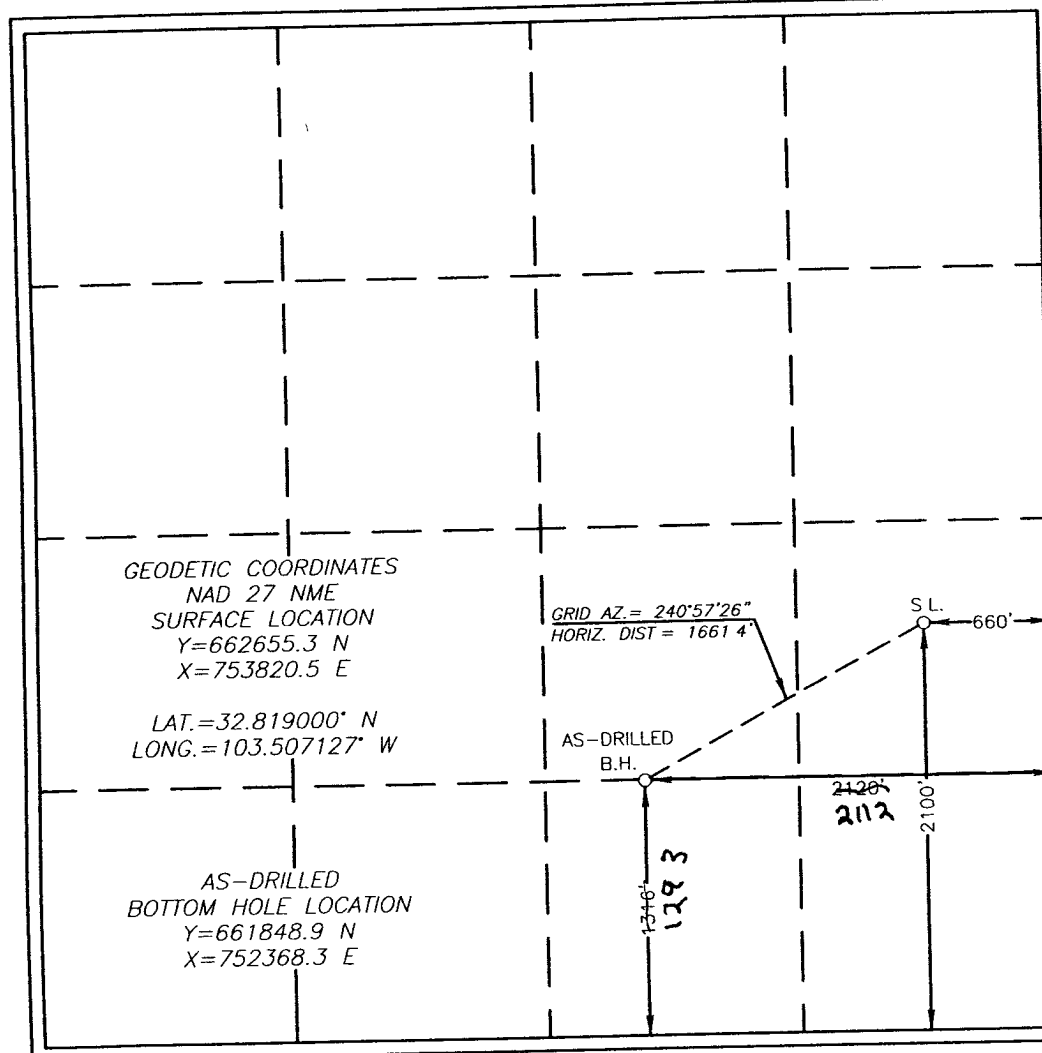 GEODETIC COORDINATES
NAD 27 NME
SURFACE LOCATION
Y=662655.3 N
X=753820.5 E
LAT.=32.819000° N
LONG.=103.507127° W
GRID AZ.= 240°57'26"
HORIZ. DIST = 1661 4'
S L.
660'
AS-DRILLED
B.H.
2120'
2112
2100'
1316'
1293
AS-DRILLED
BOTTOM HOLE LOCATION
Y=661848.9 N
X=752368.3 E